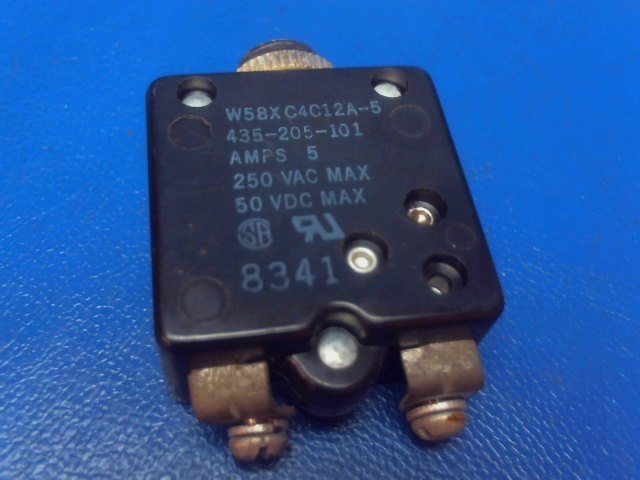 W58XC4C12A-5
435-205-101
AMPS 5
250 VAC MAX
50 VDC MAX
8341